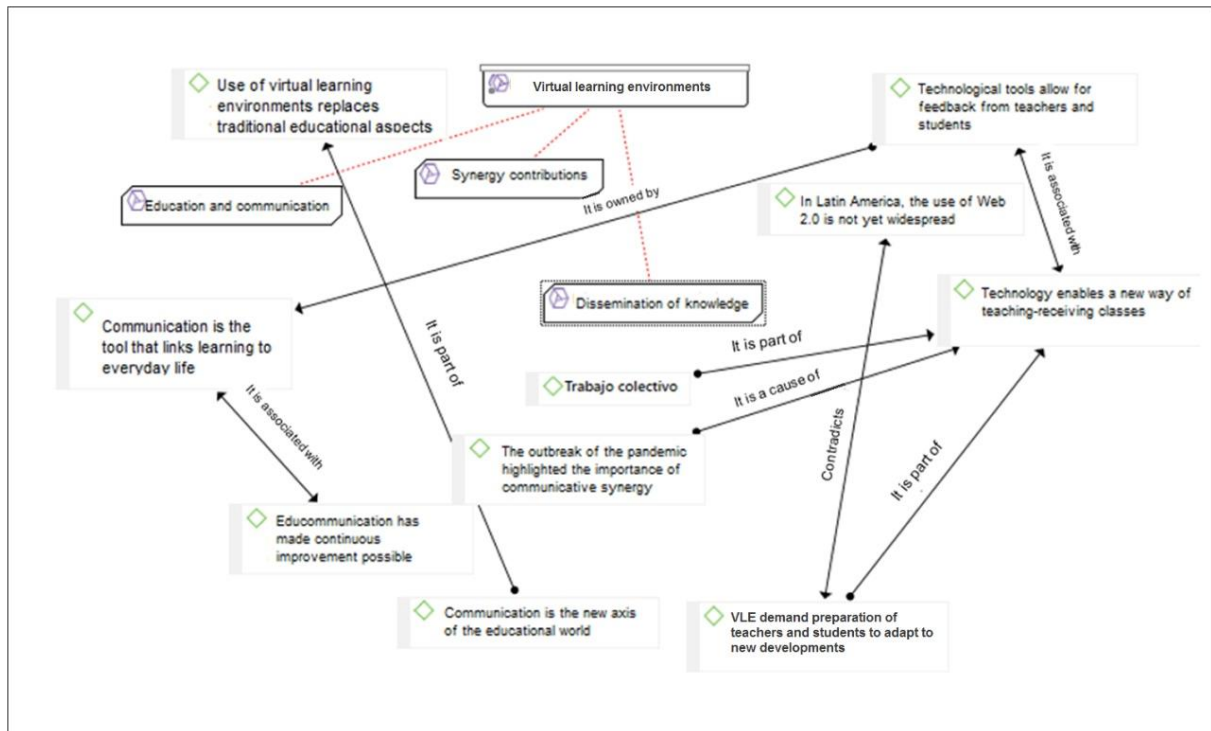 Use of virtual learning
environments replaces
traditional educational aspects
Virtual learning environments
Technological tools allow for
feedback from teachers and
students
Synergy contributions
Education and communication
It is owned by
In Latin America, the use of Web
2.0 is not yet widespread
It is associated with
Dissemination of knowledge
Technology enables a new way of
teaching-receiving classes
Communication is the
tool that links learning to
everyday life
It is part of
It is part of
Trabajo colectivo
It is a cause of
It is associated with
The outbreak of the pandemic
highlighted the importance of
communicative synergy
Contradicts
It is part of
Educommunication has
made continuous
improvement possible
Communication is the new axis
of the educational world
VLE demand preparation of
teachers and students to adapt to
new developments